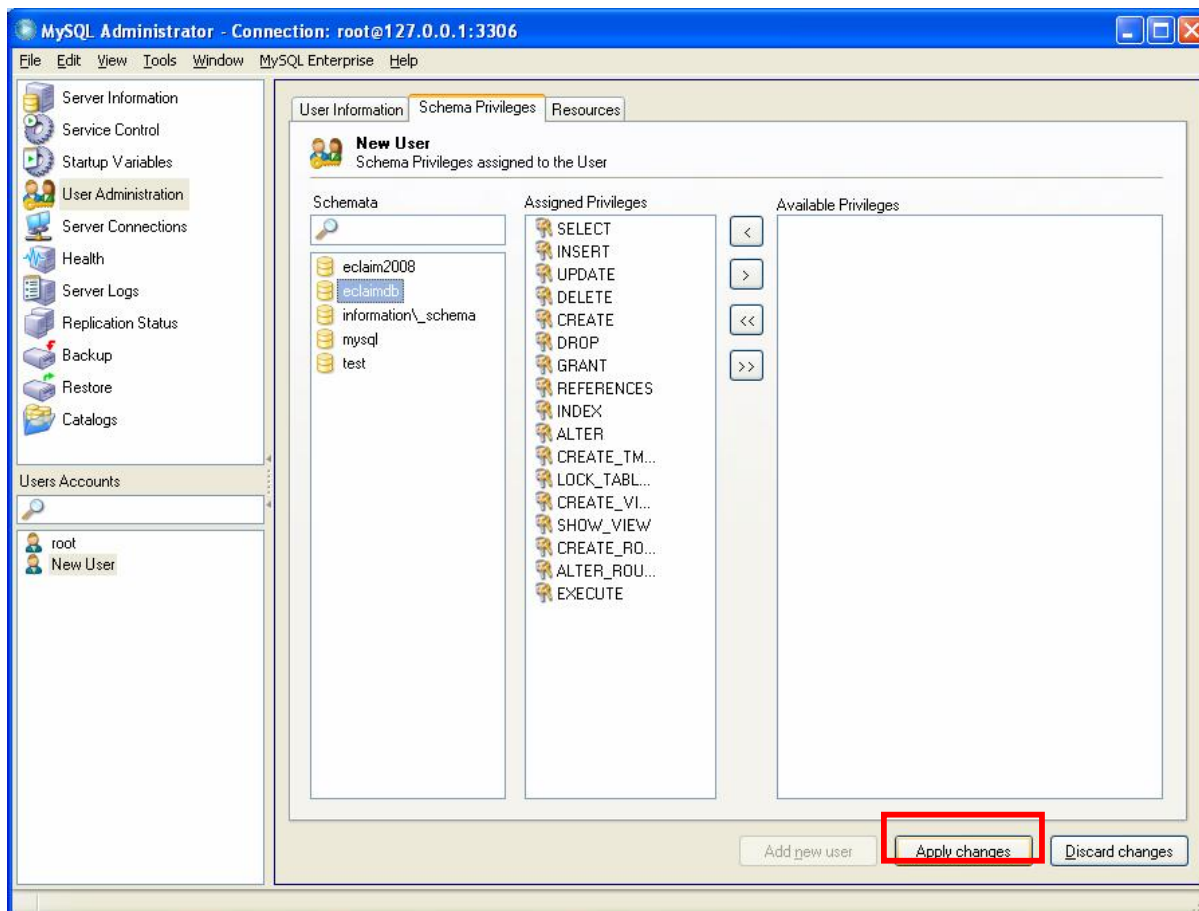 MySQL Administrator - Connection: root@127.0.0.1:3306
File Edit View Tools Window MySQL Enterprise Help
Server Information
Service Control
Startup Variables
User Administration
Server Connections
Health
Server Logs
Replication Status
Backup
Restore
Catalogs
Users Accounts
root
New User
User Information Schema Privileges Resources
New User
Schema Privileges assigned to the User
Schemata
eclaim2008
eclaimdb
information\_schema
mysql
test
Assigned Privileges
SELECT
INSERT
UPDATE
DELETE
CREATE
DROP
GRANT
REFERENCES
INDEX
ALTER
CREATE_TM...
LOCK_TABL...
CREATE_VI...
SHOW_VIEW
CREATE_RO...
ALTER_ROU...
EXECUTE
<
>
<<
>>
Available Privileges
Add new user Apply changes Discard changes